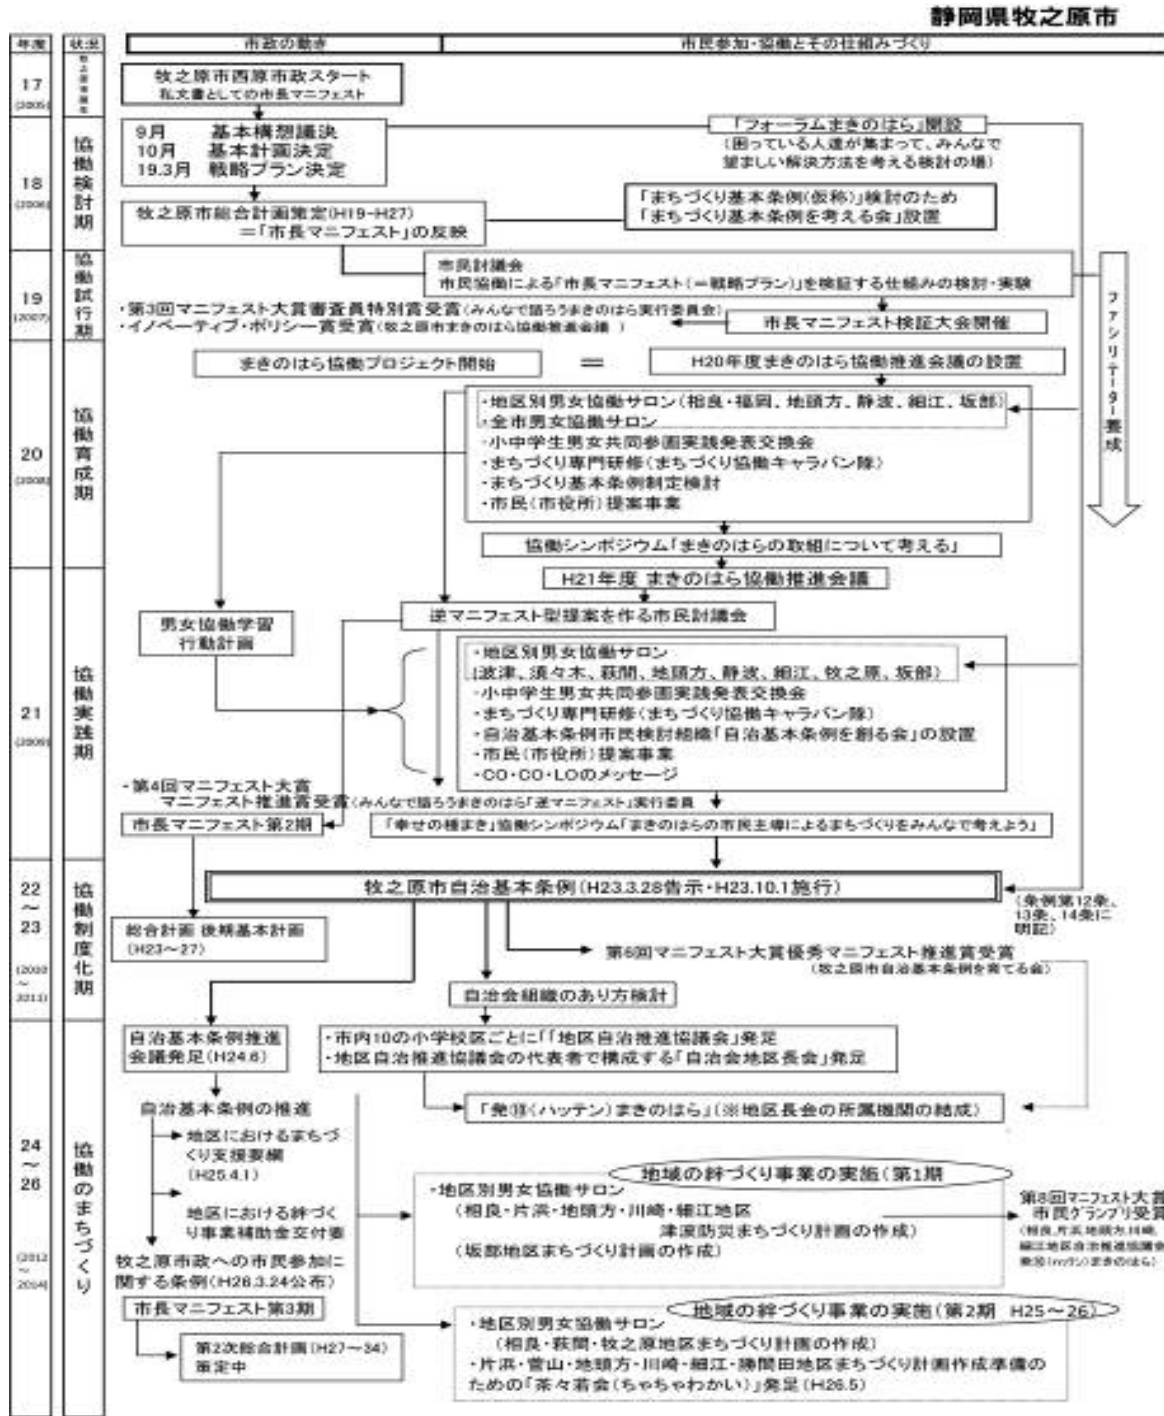 静岡県牧之原市
年度 状況 市政の動き 市民参加・協働とその仕組みづくり
17
(2005)
牧之原市西原市政スタート
私文書としての市長マニフェスト
18
(2006)
協働検討期
9月 基本構想議決
10月 基本計画決定
19.3月 戦略プラン決定
「フォーラムまきのはら」開設
(困っている人達が集まって、みんなで
望ましい解決方法を考える検討の場)
牧之原市総合計画策定(H19-H27)
=「市長マニフェスト」の反映
「まちづくり基本条例(仮称)」検討のため
「まちづくり基本条例を考える会」設置
19
(2007)
協働試行期
市民討議会
市民協働による「市長マニフェスト(=戦略プラン)」を検証する仕組みの検討・実験
・第3回マニフェスト大賞審査員特別賞受賞(みんなで語ろうまきのはら実行委員会)
・イノベーティブ・ポリシー賞受賞(牧之原市まきのはら協働推進会議 )
市長マニフェスト検証大会開催
ファシリテーター養成
20
(2008)
協働育成期
まきのはら協働プロジェクト開始
=
H20年度まきのはら協働推進会議の設置
・地区別男女協働サロン(相良・福岡、地頭方、静波、細江、坂部)
・全市男女協働サロン
・小中学生男女共同参画実践発表交換会
・まちづくり専門研修(まちづくり協働キャラバン隊)
・まちづくり基本条例制定検討
・市民(市役所)提案事業
協働シンポジウム「まきのはらの取組について考える」
21
(2009)
協働実践期
H21年度 まきのはら協働推進会議
逆マニフェスト型提案を作る市民討議会
男女協働学習
行動計画
・地区別男女協働サロン
(波津、須々木、萩間、地頭方、静波、細江、牧之原、坂部)
・小中学生男女共同参画実践発表交換会
・まちづくり専門研修(まちづくり協働キャラバン隊)
・自治基本条例市民検討組織「自治基本条例を創る会」の設置
・市民(市役所)提案事業
・CO・CO・LOのメッセージ
・第4回マニフェスト大賞
マニフェスト推進賞受賞(みんなで語ろうまきのはら「逆マニフェスト」実行委員
市長マニフェスト第2期
「幸せの種まき」協働シンポジウム「まきのはらの市民主導によるまちづくりをみんなで考えよう」
22
～
23
(2010
～
2011)
協働制度化期
牧之原市自治基本条例(H23.3.28告示・H23.10.1施行)
(条例第12条、
13条、14条に
明記)
総合計画 後期基本計画
(H23～27)
第6回マニフェスト大賞優秀マニフェスト推進賞受賞
(牧之原市自治基本条例を育てる会)
自治会組織のあり方検討
24
～
26
(2012
～
2014)
協働のまちづくり
自治基本条例推進
会議発足(H24.6)
・市内10の小学校区ごとに「「地区自治推進協議会」発足
・地区自治推進協議会の代表者で構成する「自治会地区長会」発足
「発⑩(ハッテン)まきのはら」(※地区長会の所属機関の結成)
自治基本条例の推進
地区におけるまちづ
くり支援要綱
(H25.4.1)
地区における絆づく
り事業補助金交付要
牧之原市政への市民参加に
関する条例(H26.3.24公布)
市長マニフェスト第3期
第2次総合計画(H27～34)
策定中
地域の絆づくり事業の実施(第1期
・地区別男女協働サロン
(相良・片浜・地頭方・川崎・細江地区
津波防災まちづくり計画の作成)
(坂部地区まちづくり計画の作成)
第8回マニフェスト大賞
市民グランプリ受賞
(相良、片浜、地頭方、川崎、
細江地区自治推進協議会
発⑩(ハッテン)まきのはら)
地域の絆づくり事業の実施(第2期 H25～26)
・地区別男女協働サロン
(相良・萩間・牧之原地区まちづくり計画の作成)
・片浜・菅山・地頭方・川崎・細江・勝間田地区まちづくり計画作成準備の
ための「茶々若会(ちゃちゃわかい)」発足(H26.5)